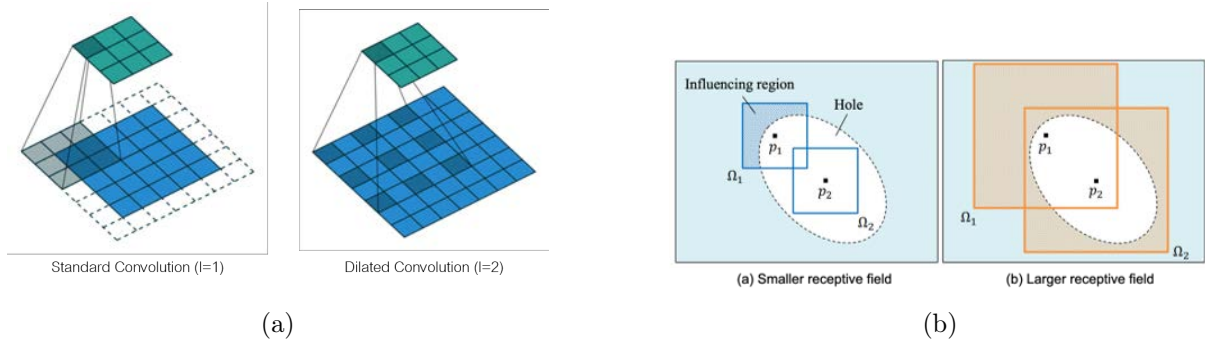 Standard Convolution (l=1)
Dilated Convolution (l=2)
(a)
Influencing region
Hole
p₁
Ω₁
p₂
Ω₂
(a) Smaller receptive field
p₁
p₂
Ω₁
Ω₂
(b) Larger receptive field
(b)